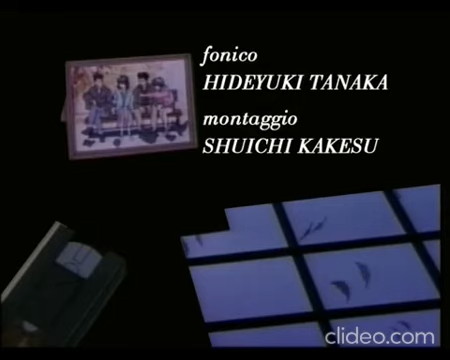 fonico
HIDEYUKI TANAKA
montaggio
SHUICHI KAKESU
clideo.com